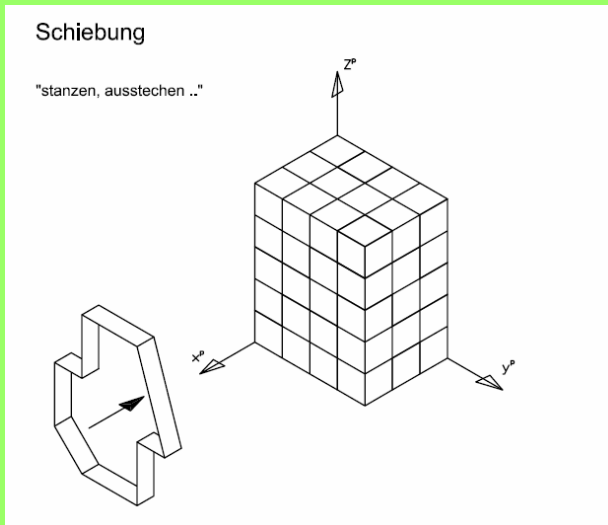 Schiebung
"stanzen, ausstechen .."
zᵖ
xᵖ
yᵖ